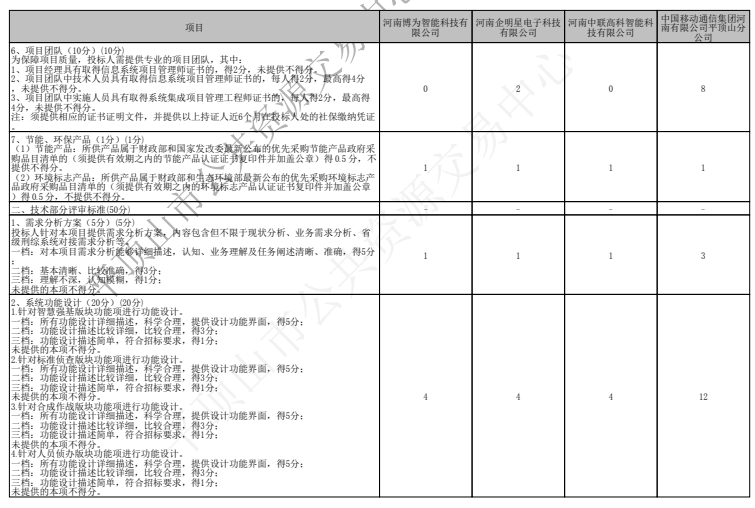 项目
河南博为智能科技有
限公司
河南企明星电子科技
有限公司
河南中联高科智能科
技有限公司
中国移动通信集团河
南有限公司平顶山分
公司
6、项目团队（10分）(10分)
为保障项目质量，投标人需提供专业的项目团队，其中：
1、项目经理具有取得信息系统项目管理师证书的，得2分，未提供不得分。
2、项目团队中技术人员具有取得信息系统项目管理师证书的，每人得2分，最高得4分
，未提供不得分。
3、项目团队中实施人员具有取得系统集成项目管理工程师证书的，每人得2分，最高得
4分，未提供不得分。
注：须提供相应的证书证明文件，并提供以上持证人近6个月在投标人处的社保缴纳凭证
。
0
2
0
8
7、节能、环保产品（1分）(1分)
（1）节能产品：所供产品属于财政部和国家发改委最新公布的优先采购节能产品政府采
购品目清单的（须提供有效期之内的节能产品认证证书复印件并加盖公章）得 0.5 分，不
提供不得分。
（2）环境标志产品：所供产品属于财政部和生态环境部最新公布的优先采购环境标志产
品政府采购品目清单的（须提供有效期之内的环境标志产品认证证书复印件并加盖公章
）得 0.5 分，不提供不得分。
1
1
1
1
二、技术部分评审标准(50分)
-
-
-
-
1、需求分析方案（5分）(5分)
投标人针对本项目提供需求分析方案，内容包含但不限于现状分析、业务需求分析、省
级刑综系统对接需求分析等。
一档：对本项目需求分析能够详细描述，认知、业务理解及任务阐述清晰、准确，得5分
；
二档：基本清晰、比较准确，得3分；
三档：理解不深，认知模糊，得1分；
未提供的本项不得分。
1
1
1
3
2、系统功能设计（20分）(20分)
1.针对智慧强基版块功能项进行功能设计。
一档：所有功能设计详细描述，科学合理，提供设计功能界面，得5分；
二档：功能设计描述比较详细，比较合理，得3分；
三档：功能设计描述简单，符合招标要求，得1分；
未提供的本项不得分。
2.针对标准侦查版块功能项进行功能设计。
一档：所有功能设计详细描述，科学合理，提供设计功能界面，得5分；
二档：功能设计描述比较详细，比较合理，得3分；
三档：功能设计描述简单，符合招标要求，得1分；
未提供的本项不得分。
3.针对合成作战版块功能项进行功能设计。
一档：所有功能设计详细描述，科学合理，提供设计功能界面，得5分；
二档：功能设计描述比较详细，比较合理，得3分；
三档：功能设计描述简单，符合招标要求，得1分；
未提供的本项不得分。
4.针对人员侦办版块功能项进行功能设计。
一档：所有功能设计详细描述，科学合理，提供设计功能界面，得5分；
二档：功能设计描述比较详细，比较合理，得3分；
三档：功能设计描述简单，符合招标要求，得1分；
未提供的本项不得分。
4
4
4
12
平顶山市公共资源交易中心
平顶山市公共资源交易中心